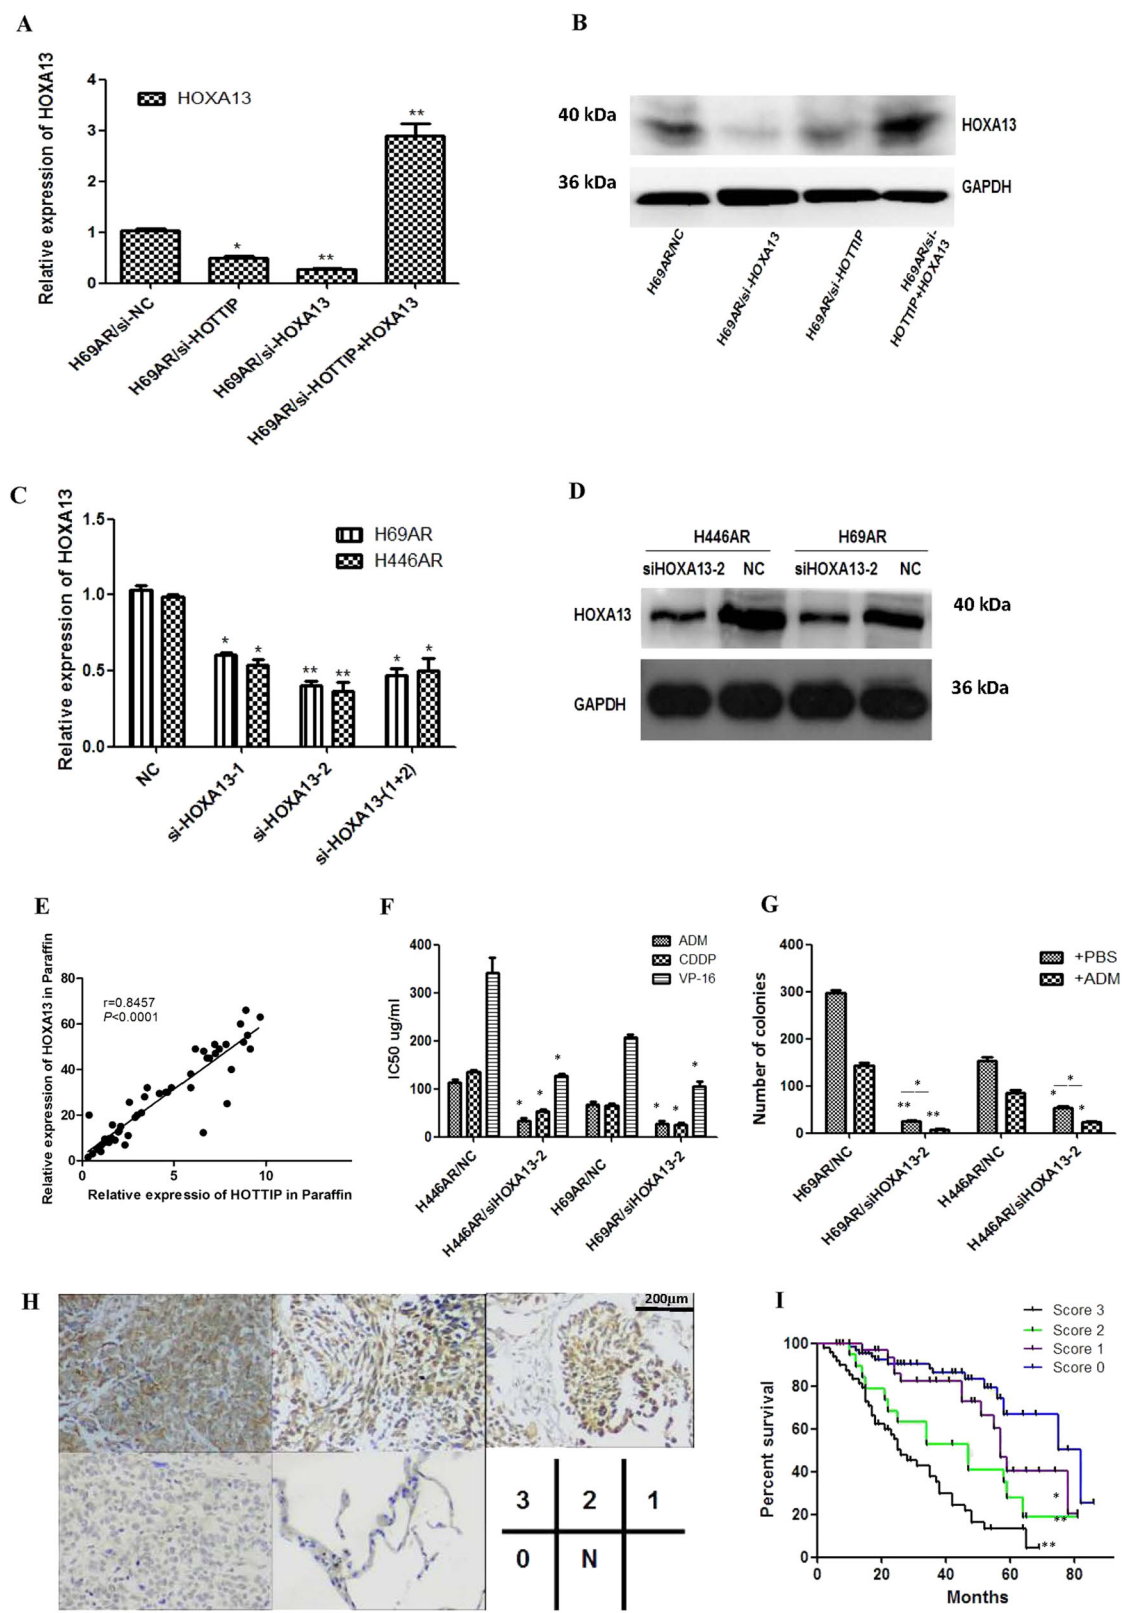 A
Relative expression of HOXA13
4
3
2
1
0
HOXA13
**
*
**
H69AR/si-NC
H69AR/si-HOTTIP
H69AR/si-HOXA13
H69AR/si-HOTTIP+HOXA13
B
40 kDa
HOXA13
36 kDa
GAPDH
H69AR/NC
H69AR/si-HOXA13
H69AR/si-HOTTIP
H69AR/si-
HOTTIP+HOXA13
C
Relative expression of HOXA13
1.5
1.0
0.5
0.0
H69AR
H446AR
* *
** **
* *
NC
si-HOXA13-1
si-HOXA13-2
si-HOXA13-(1+2)
D
H446AR H69AR
siHOXA13-2 NC siHOXA13-2 NC
HOXA13
40 kDa
GAPDH
36 kDa
E
Relative expression of HOXA13 in Paraffin
80
60
40
20
0
r=0.8457
P<0.0001
0 5 10
Relative expressio of HOTTIP in Paraffin
F
IC50 ug/ml
400
300
200
100
0
ADM
CDDP
VP-16
* * *
* * *
H446AR/NC
H446AR/siHOXA13-2
H69AR/NC
H69AR/siHOXA13-2
G
Number of colonies
400
300
200
100
0
+PBS
+ADM
*
** **
*
* *
H69AR/NC
H69AR/siHOXA13-2
H446AR/NC
H446AR/siHOXA13-2
H
200μm
3 2 1
0 N
I
Percent survival
100
80
60
40
20
0
Score 3
Score 2
Score 1
Score 0
*
**
**
0 20 40 60 80
Months